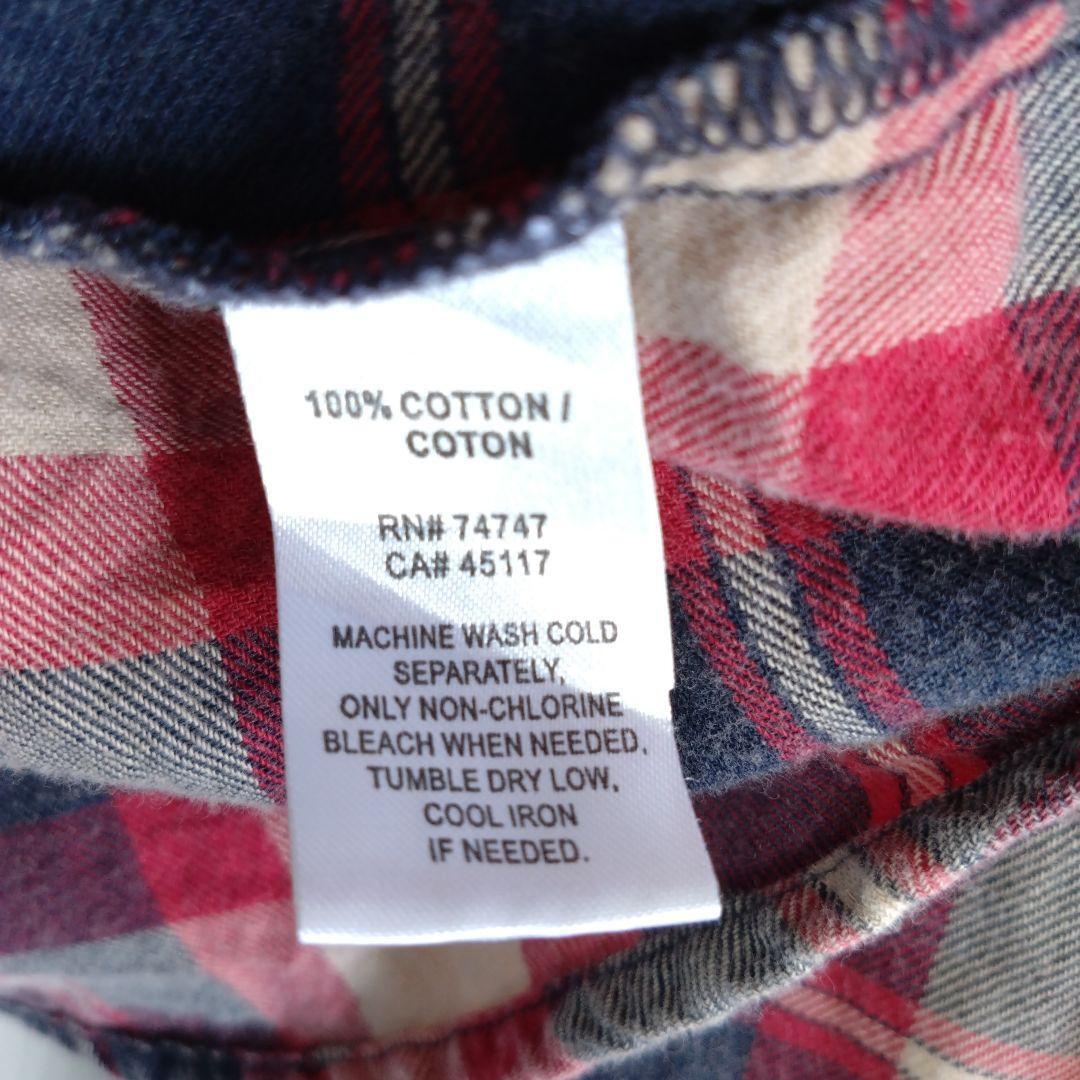 100% COTTON /
COTON
RN# 74747
CA# 45117
MACHINE WASH COLD
SEPARATELY,
ONLY NON-CHLORINE
BLEACH WHEN NEEDED,
TUMBLE DRY LOW,
COOL IRON
IF NEEDED.